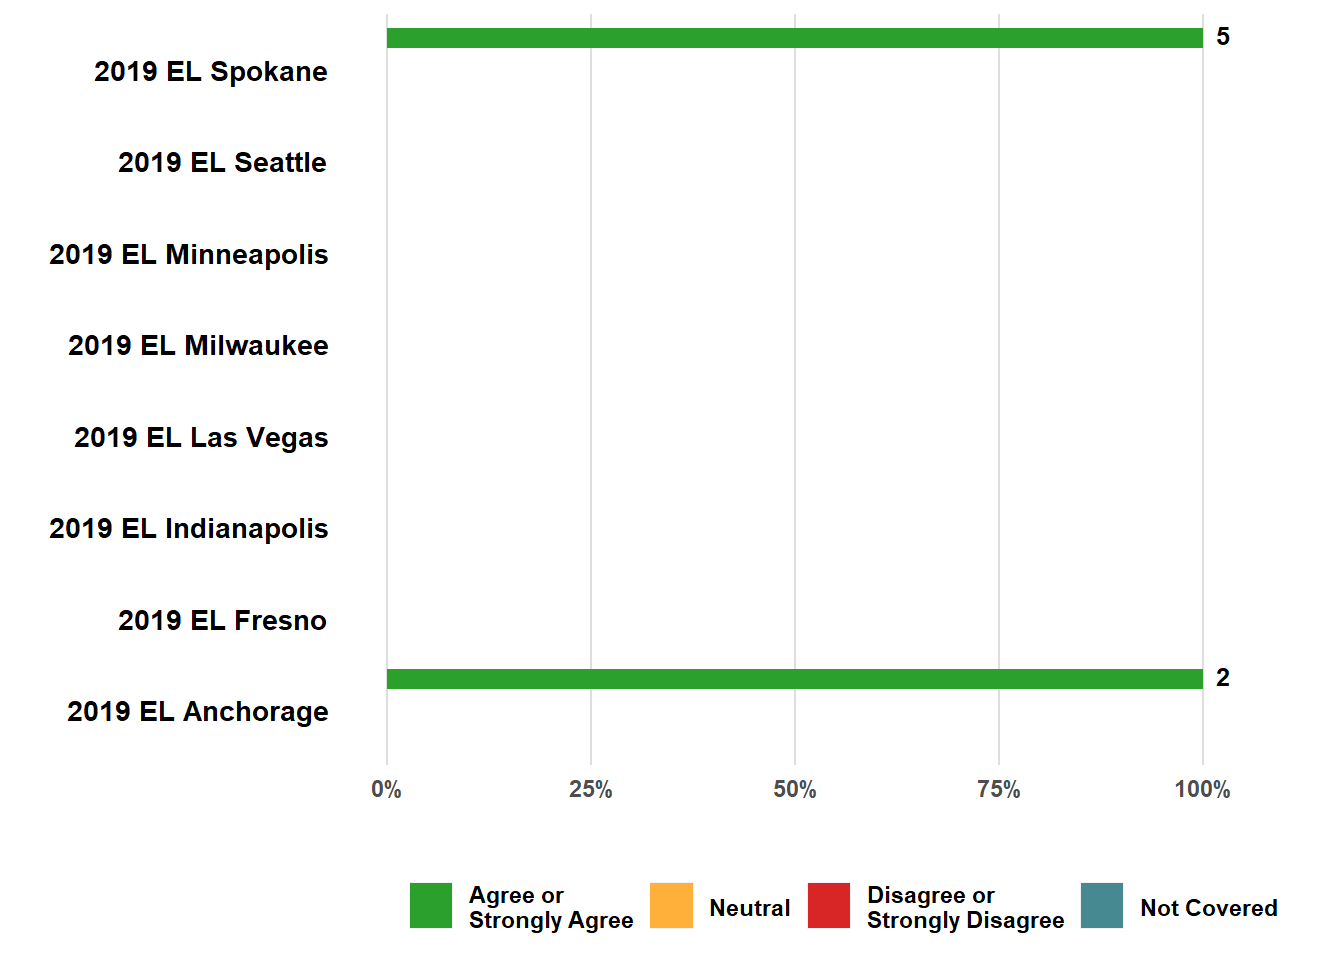 5
2019 EL Spokane
2019 EL Seattle
2019 EL Minneapolis
2019 EL Milwaukee
2019 EL Las Vegas
2019 EL Indianapolis
2019 EL Fresno
2
2019 EL Anchorage
0% 25% 50% 75% 100%
Agree or
Strongly Agree
Neutral
Disagree or
Strongly Disagree
Not Covered